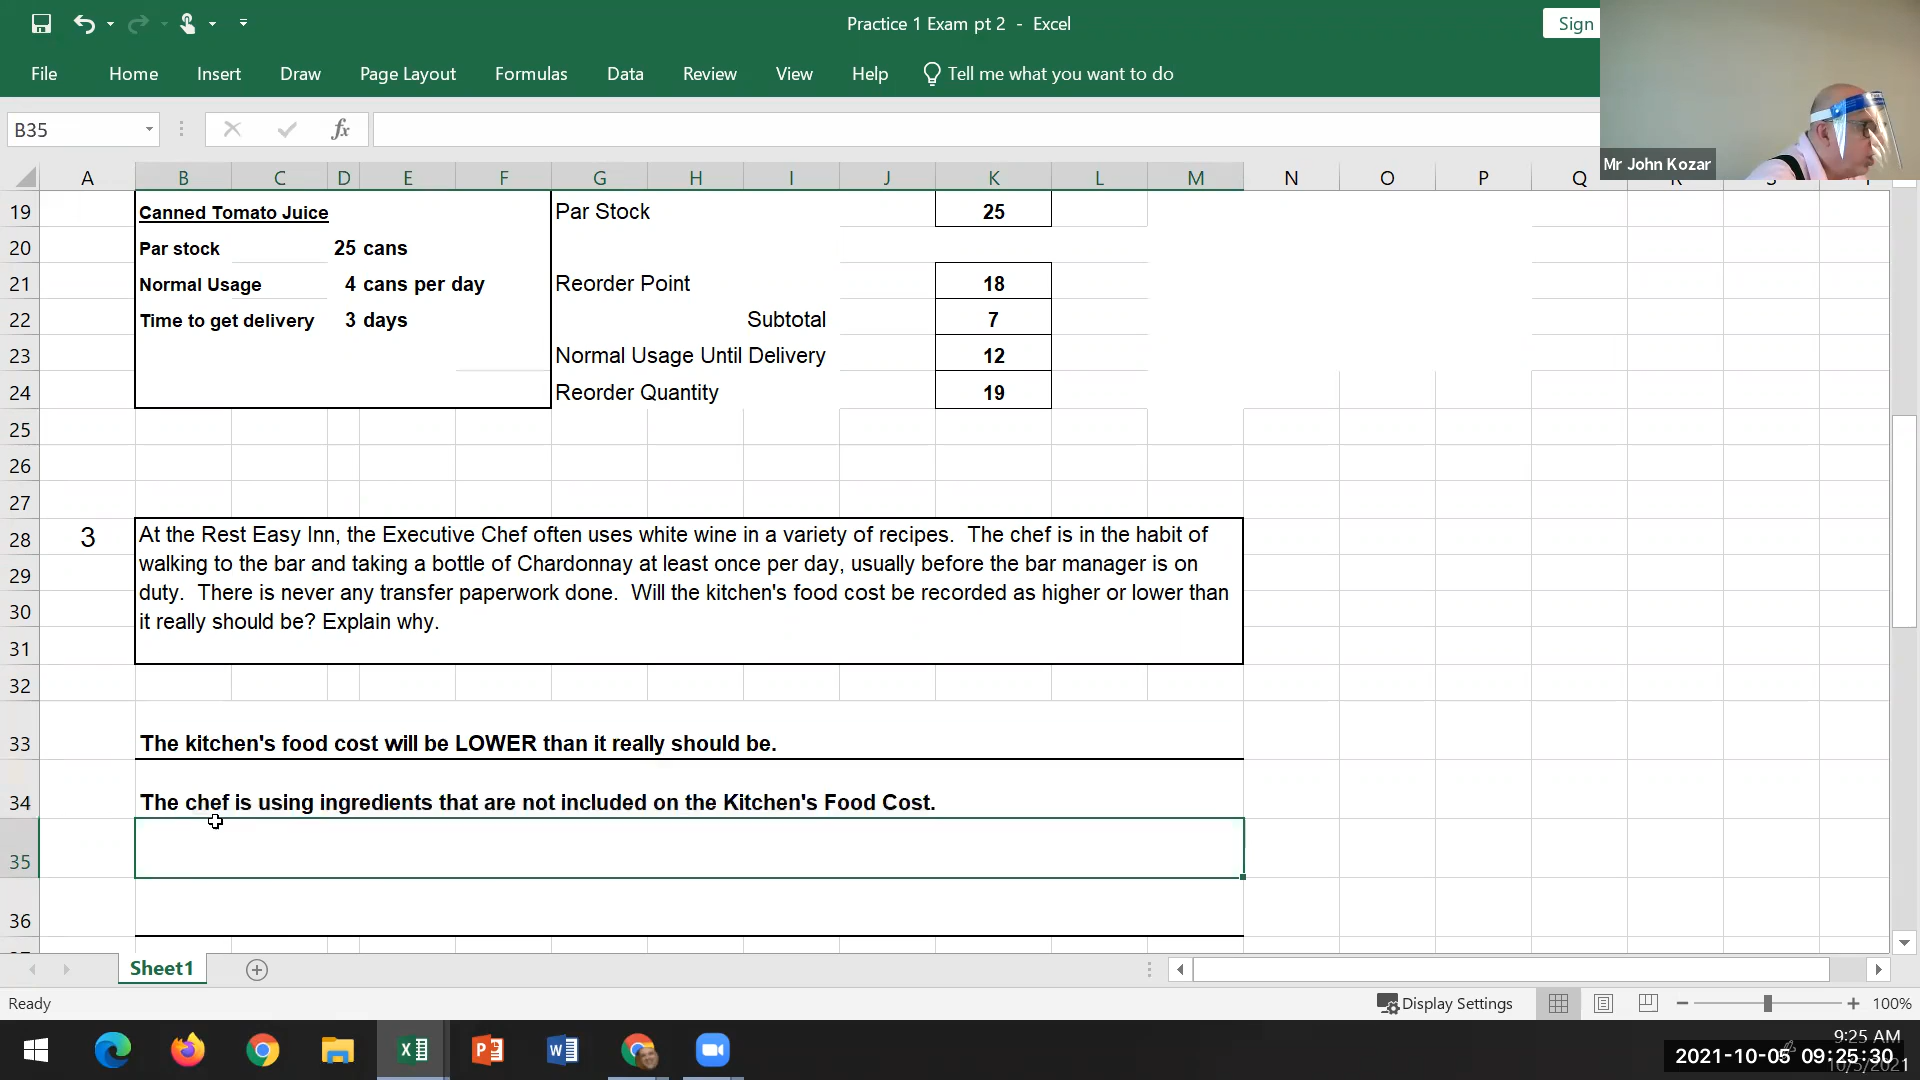 Practice 1 Exam pt 2 - Excel
Sign
File Home Insert Draw Page Layout Formulas Data Review View Help Tell me what you want to do
Mr John Kozar
B35 fx
A B C D E F G H I J K L M N O P Q
19 Canned Tomato Juice Par Stock 25
20 Par stock 25 cans
21 Normal Usage 4 cans per day Reorder Point 18
22 Time to get delivery 3 days Subtotal 7
23 Normal Usage Until Delivery 12
24 Reorder Quantity 19
25
26
27
28 3 At the Rest Easy Inn, the Executive Chef often uses white wine in a variety of recipes. The chef is in the habit of
29 walking to the bar and taking a bottle of Chardonnay at least once per day, usually before the bar manager is on
30 duty. There is never any transfer paperwork done. Will the kitchen's food cost be recorded as higher or lower than
it really should be? Explain why.
31
32
33 The kitchen's food cost will be LOWER than it really should be.
34 The chef is using ingredients that are not included on the Kitchen's Food Cost.
35
36
Sheet1
Ready Display Settings 100%
9:25 AM
2021-10-05 09:25:30